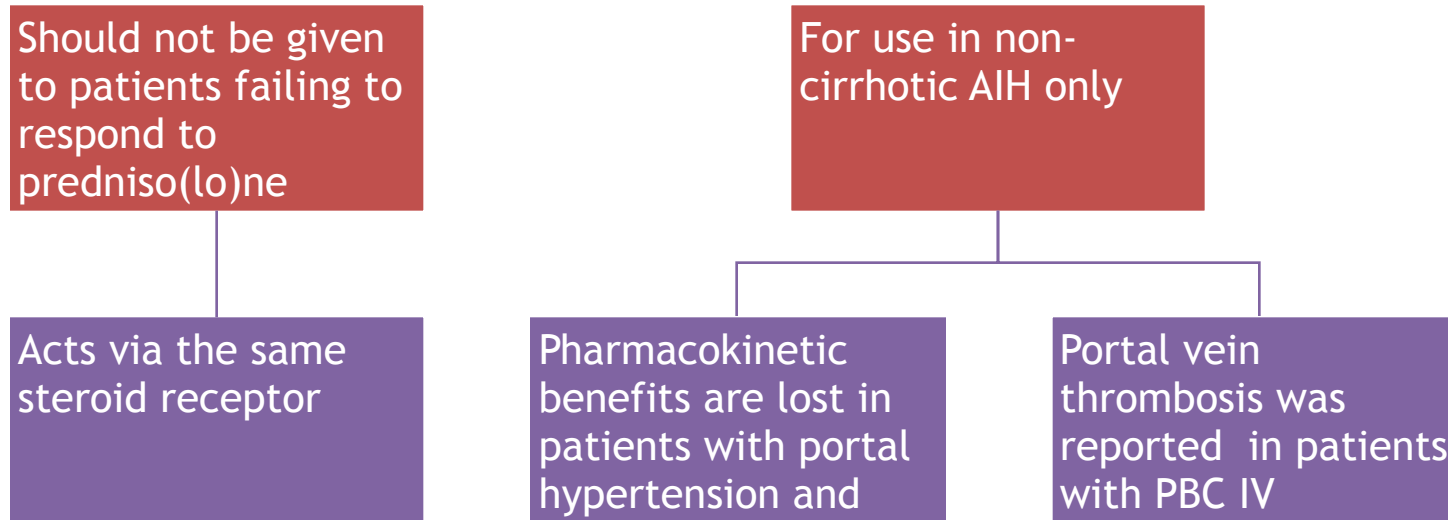 Should not be given
to patients failing to
respond to
predniso(lo)ne
For use in non-
cirrhotic AIH only
Acts via the same
steroid receptor
Pharmacokinetic
benefits are lost in
patients with portal
hypertension and
Portal vein
thrombosis was
reported in patients
with PBC IV